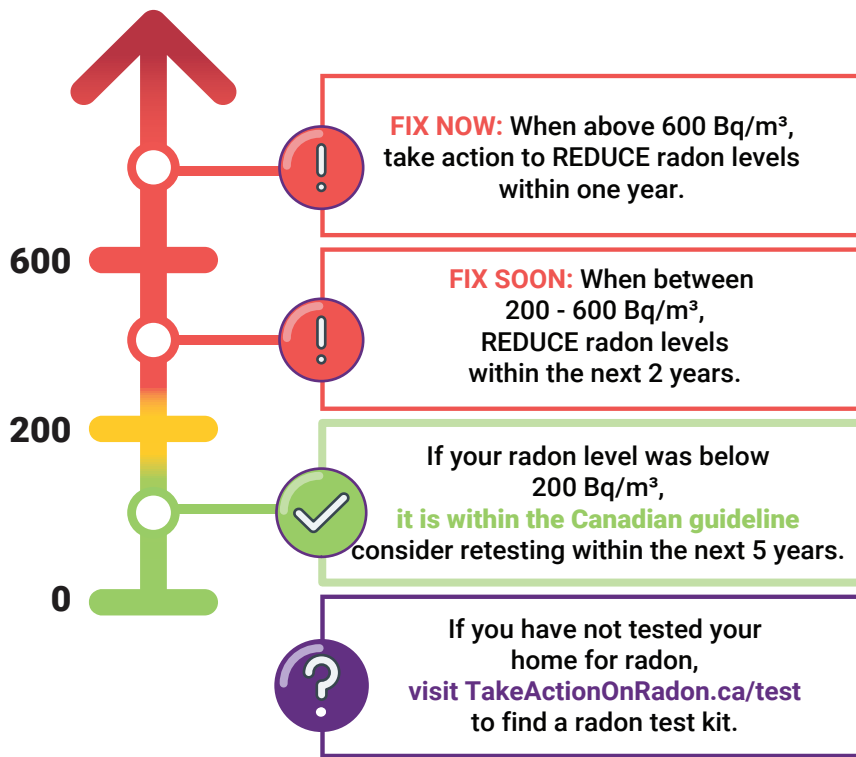 FIX NOW: When above 600 Bq/m³,
take action to REDUCE radon levels
within one year.
600
FIX SOON: When between
200 - 600 Bq/m³,
REDUCE radon levels
within the next 2 years.
200
If your radon level was below
200 Bq/m³,
it is within the Canadian guideline
consider retesting within the next 5 years.
0
If you have not tested your
home for radon,
visit TakeActionOnRadon.ca/test
to find a radon test kit.